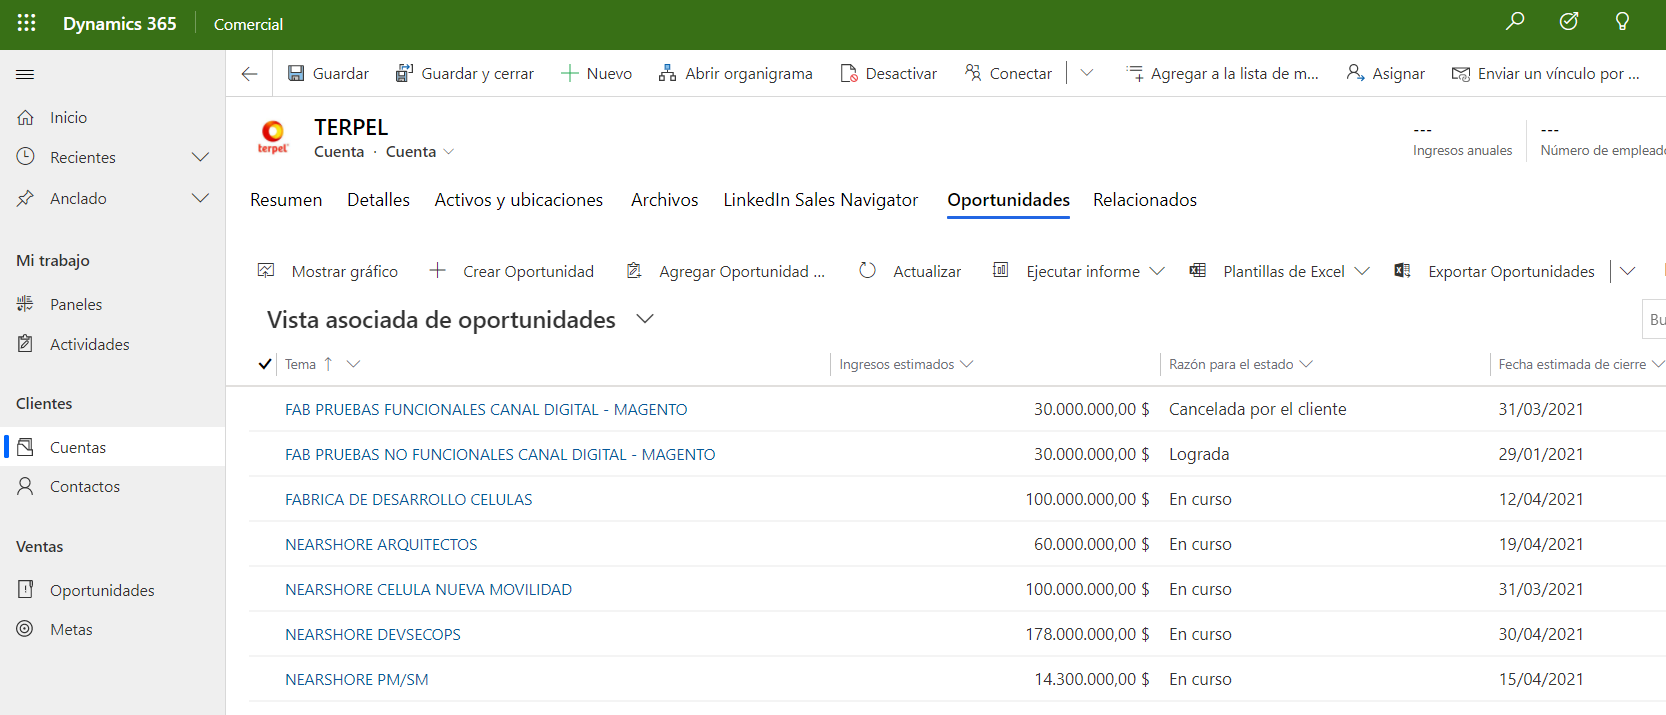 Dynamics 365 Comercial
Guardar Guardar y cerrar Nuevo Abrir organigrama Desactivar Conectar Agregar a la lista de m... Asignar Enviar un vínculo por ...
Inicio
Recientes
Anclado
Mi trabajo
Paneles
Actividades
Clientes
Cuentas
Contactos
Ventas
Oportunidades
Metas
terpel
TERPEL
Cuenta · Cuenta
--- ---
Ingresos anuales Número de emplead
Resumen Detalles Activos y ubicaciones Archivos LinkedIn Sales Navigator Oportunidades Relacionados
Mostrar gráfico Crear Oportunidad Agregar Oportunidad ... Actualizar Ejecutar informe Plantillas de Excel Exportar Oportunidades
Vista asociada de oportunidades Bu
Tema Ingresos estimados Razón para el estado Fecha estimada de cierre
FAB PRUEBAS FUNCIONALES CANAL DIGITAL - MAGENTO 30.000.000,00 $ Cancelada por el cliente 31/03/2021
FAB PRUEBAS NO FUNCIONALES CANAL DIGITAL - MAGENTO 30.000.000,00 $ Lograda 29/01/2021
FABRICA DE DESARROLLO CELULAS 100.000.000,00 $ En curso 12/04/2021
NEARSHORE ARQUITECTOS 60.000.000,00 $ En curso 19/04/2021
NEARSHORE CELULA NUEVA MOVILIDAD 100.000.000,00 $ En curso 31/03/2021
NEARSHORE DEVSECOPS 178.000.000,00 $ En curso 30/04/2021
NEARSHORE PM/SM 14.300.000,00 $ En curso 15/04/2021